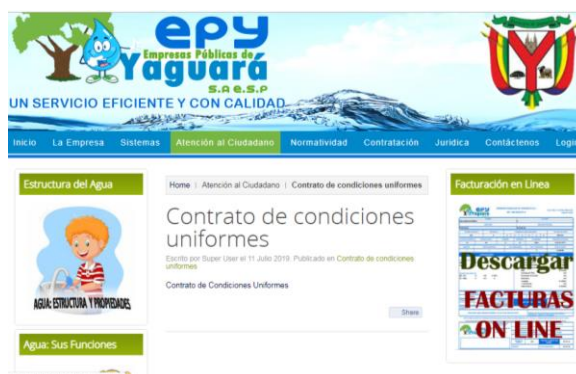 epy
Empresas Públicas de
Yaguará
S.A e.S.P
UN SERVICIO EFICIENTE Y CON CALIDAD
Inicio La Empresa Sistemas Atención al Ciudadano Normatividad Contratación Juridica Contáctenos Login
Estructura del Agua
AGUA: ESTRUCTURA Y PROPIEDADES
Agua: Sus Funciones
Home | Atención al Ciudadano | Contrato de condiciones uniformes
Contrato de condiciones
uniformes
Escrito por Super User el 11 Julio 2019. Publicado en Contrato de condiciones
uniformes
Contrato de Condiciones Uniformes
Share
Facturación en Linea
Descargar
FACTURAS
ON LINE